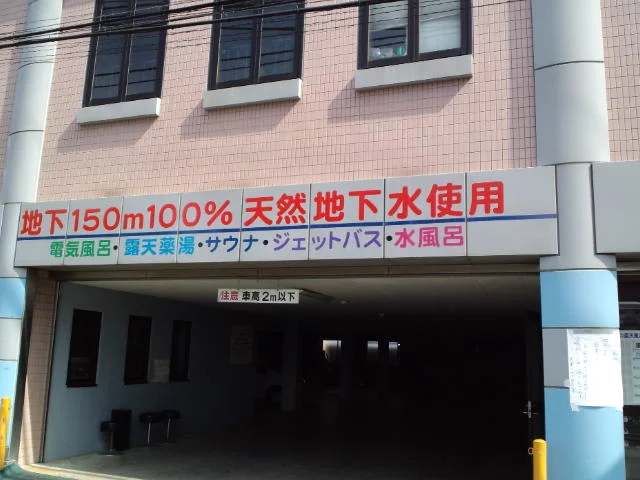 地下150m100% 天然地下水使用
電気風呂・露天薬湯・サウナ・ジェットバス・水風呂
注意 車高2m以下